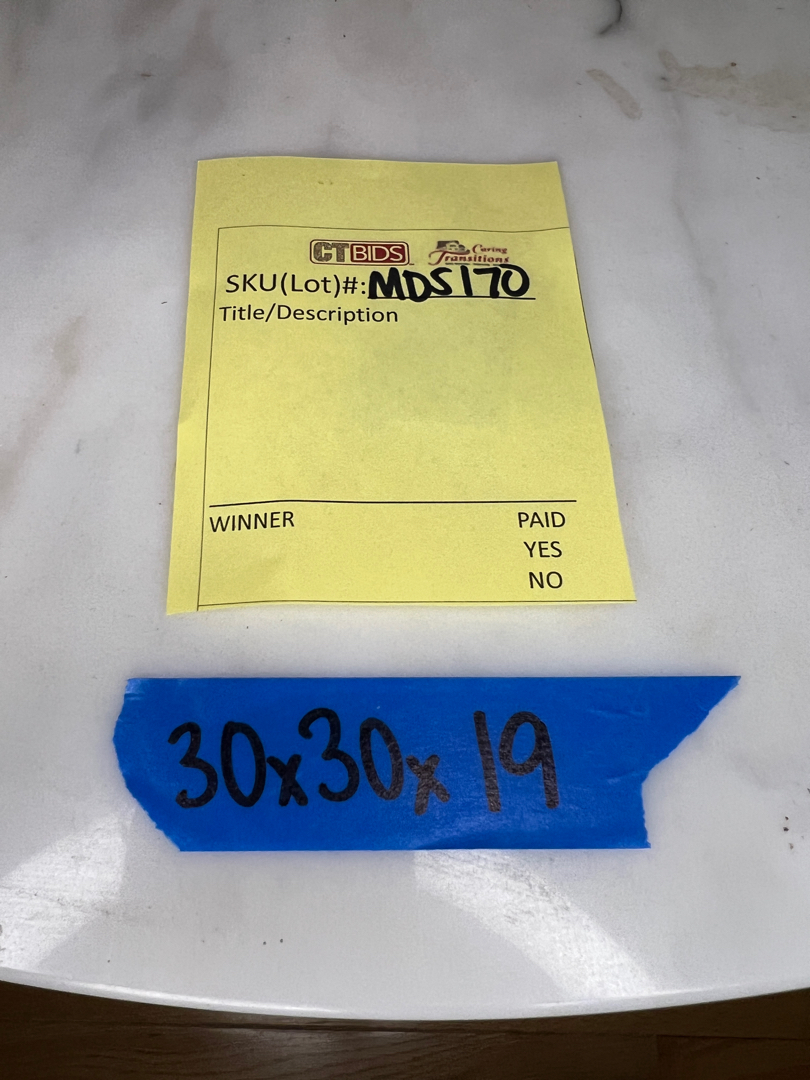 CTBIDS Caring Transitions
SKU(Lot)#: MDS170
Title/Description
WINNER PAID
YES
NO
30x30x19